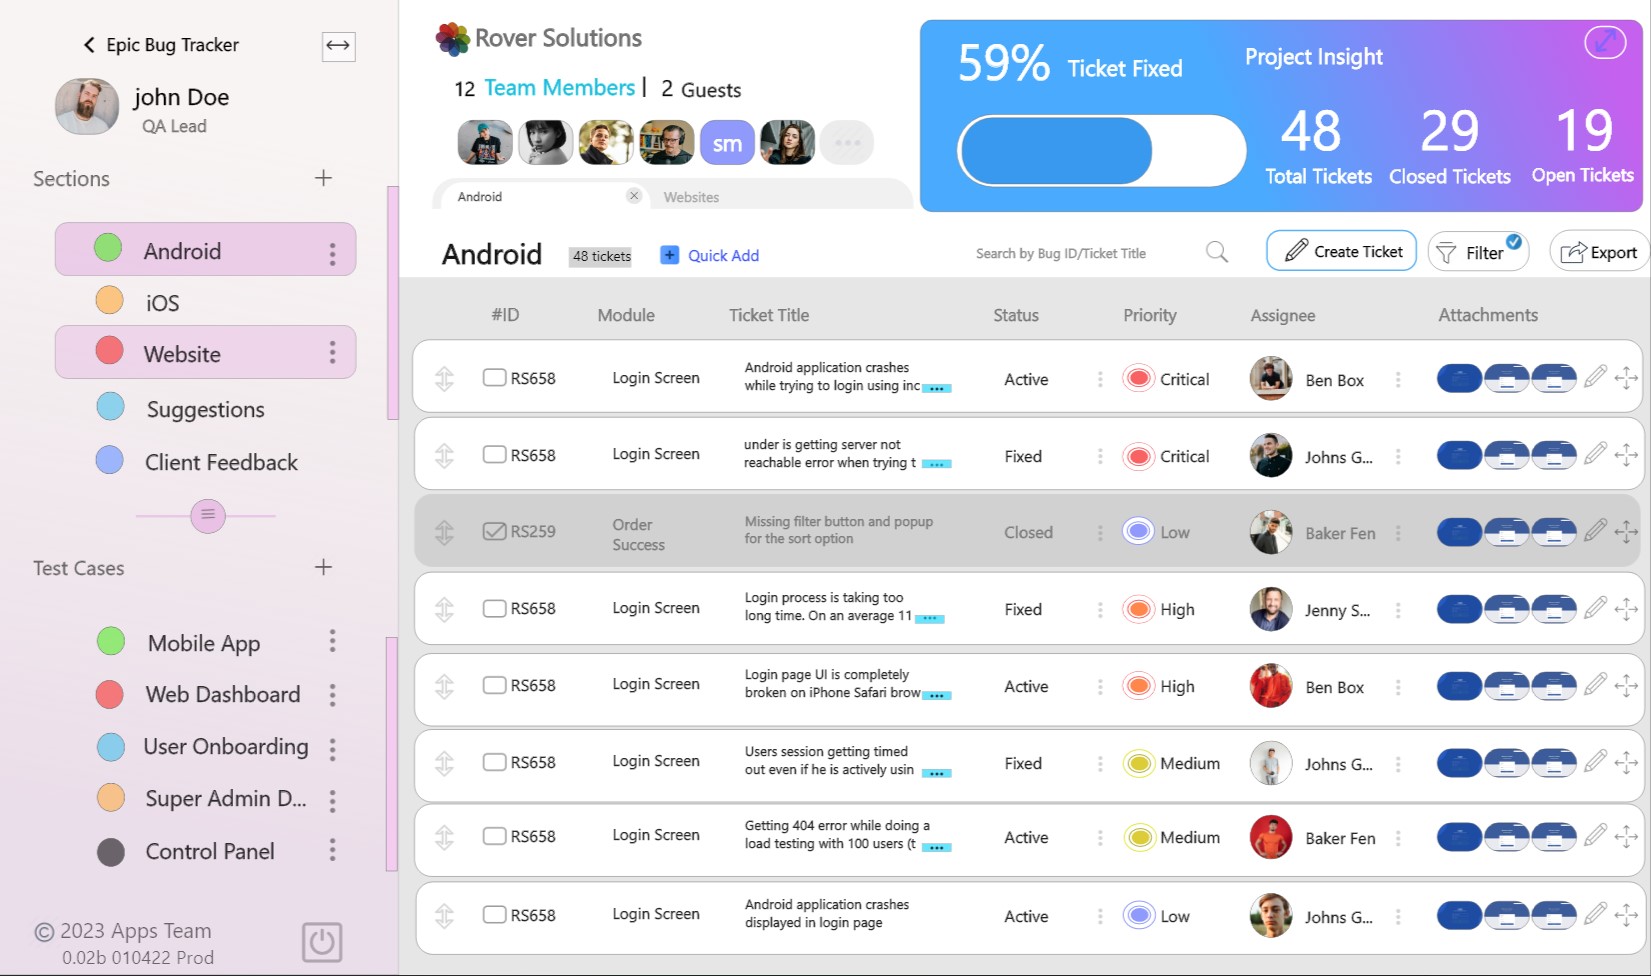 Epic Bug Tracker
john Doe
QA Lead
Sections
Android
iOS
Website
Suggestions
Client Feedback
Test Cases
Mobile App
Web Dashboard
User Onboarding
Super Admin D...
Control Panel
© 2023 Apps Team
0.02b 010422 Prod
Rover Solutions
12 Team Members | 2 Guests
sm
Android
Websites
59% Ticket Fixed
Project Insight
48
Total Tickets
29
Closed Tickets
19
Open Tickets
Android
48 tickets
Quick Add
Search by Bug ID/Ticket Title
Create Ticket
Filter
Export
#ID Module Ticket Title Status Priority Assignee Attachments
RS658 Login Screen
Android application crashes
while trying to login using inc ...
Active Critical Ben Box
RS658 Login Screen
under is getting server not
reachable error when trying t ...
Fixed Critical Johns G...
RS259
Order
Success
Missing filter button and popup
for the sort option
Closed Low Baker Fen
RS658 Login Screen
Login process is taking too
long time. On an average 11 ...
Fixed High Jenny S...
RS658 Login Screen
Login page UI is completely
broken on iPhone Safari brow ...
Active High Ben Box
RS658 Login Screen
Users session getting timed
out even if he is actively usin ...
Fixed Medium Johns G...
RS658 Login Screen
Getting 404 error while doing a
load testing with 100 users (t ...
Active Medium Baker Fen
RS658 Login Screen
Android application crashes
displayed in login page
Active Low Johns G...